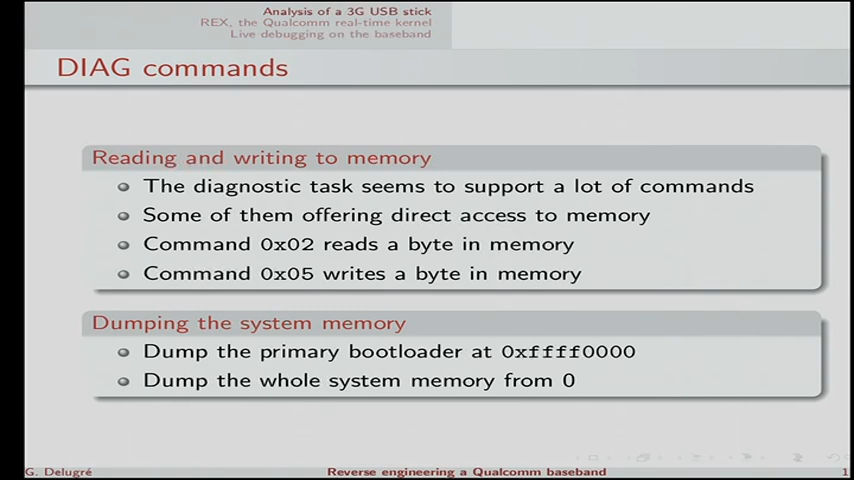 Analysis of a 3G USB stick
REX, the Qualcomm real-time kernel
Live debugging on the baseband
DIAG commands
Reading and writing to memory
The diagnostic task seems to support a lot of commands
Some of them offering direct access to memory
Command 0x02 reads a byte in memory
Command 0x05 writes a byte in memory
Dumping the system memory
Dump the primary bootloader at 0xffff0000
Dump the whole system memory from 0
G. Delugré
Reverse engineering a Qualcomm baseband
1